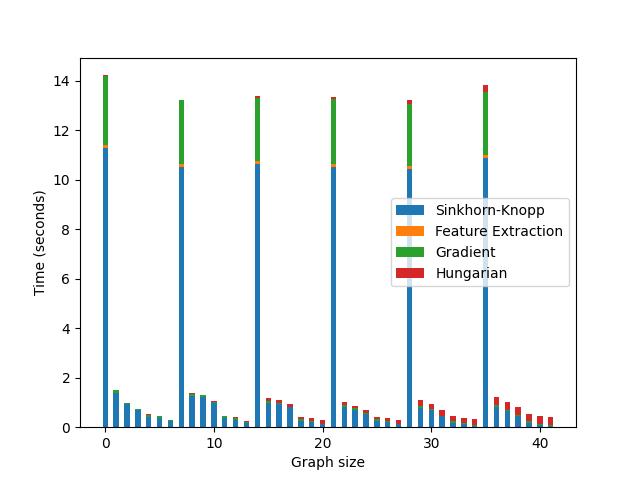 14
12
10
8
6
4
2
0
Time (seconds)
Sinkhorn-Knopp
Feature Extraction
Gradient
Hungarian
0 10 20 30 40
Graph size